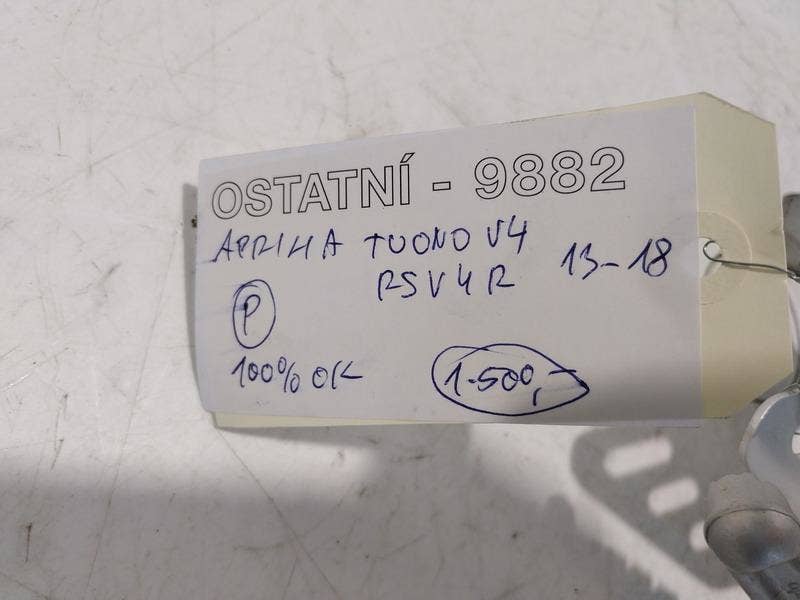 OSTATNÍ - 9882
APRILIA TUONO V4
RSV4R 13-18
P
100% OK 1.500,-